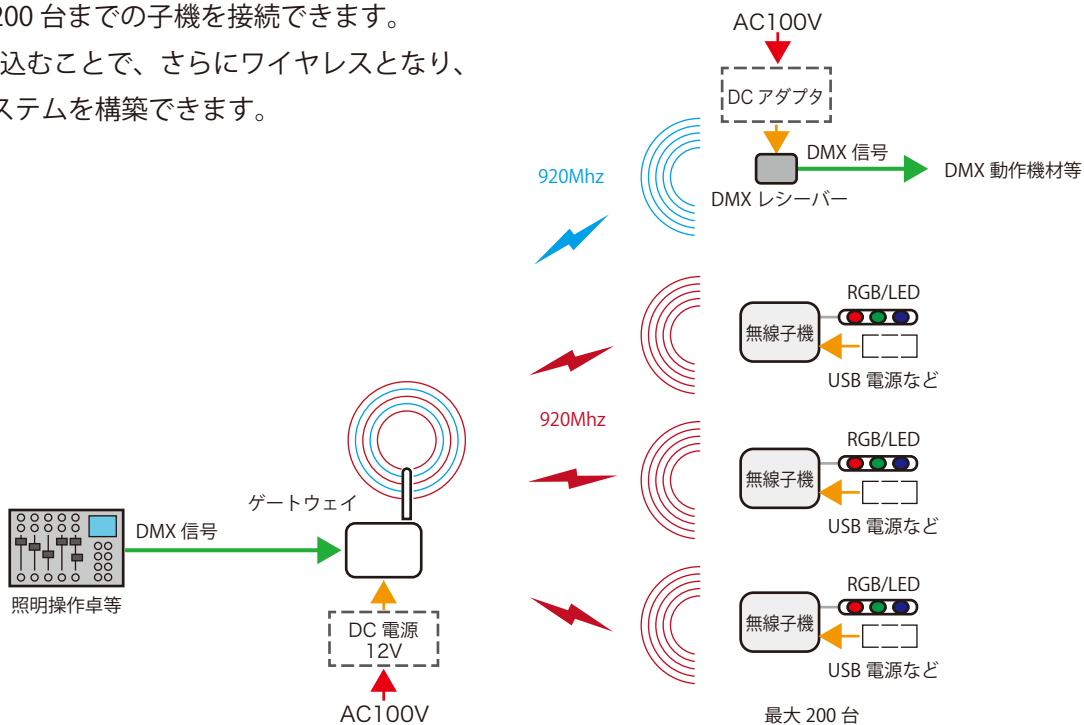 200 台までの子機を接続できます。
込むことで、さらにワイヤレスとなり、
ステムを構築できます。
AC100V
DC アダプタ
DMX 信号
DMX 動作機材等
DMX レシーバー
920Mhz
RGB/LED
無線子機
USB 電源など
920Mhz
RGB/LED
無線子機
USB 電源など
ゲートウェイ
DMX 信号
照明操作卓等
DC 電源
12V
AC100V
RGB/LED
無線子機
USB 電源など
最大 200 台